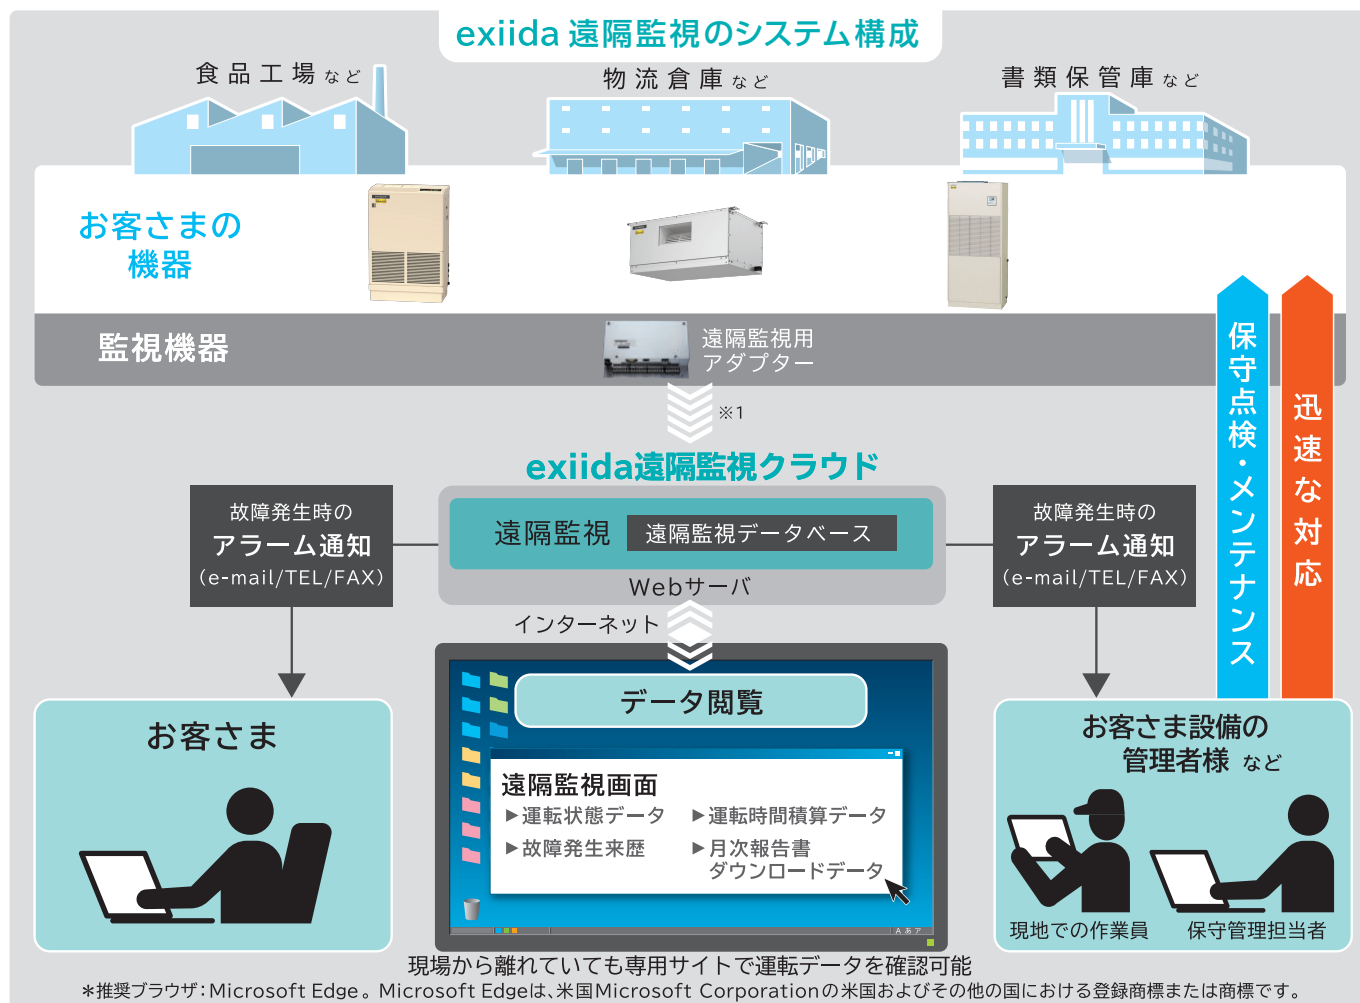 exiida 遠隔監視のシステム構成
食品工場 など
物流倉庫 など
書類保管庫 など
お客さまの
機器
監視機器
遠隔監視用
アダプター
※1
保守点検・メンテナンス
迅速な対応
exiida遠隔監視クラウド
故障発生時の
アラーム通知
(e-mail/TEL/FAX)
遠隔監視
遠隔監視データベース
Webサーバ
故障発生時の
アラーム通知
(e-mail/TEL/FAX)
インターネット
データ閲覧
遠隔監視画面
▶運転状態データ
▶運転時間積算データ
▶故障発生来歴
▶月次報告書
ダウンロードデータ
A あ ア
お客さま
お客さま設備の
管理者様 など
現地での作業員
保守管理担当者
現場から離れていても専用サイトで運転データを確認可能
*推奨ブラウザ:Microsoft Edge。Microsoft Edgeは、米国Microsoft Corporationの米国およびその他の国における登録商標または商標です。